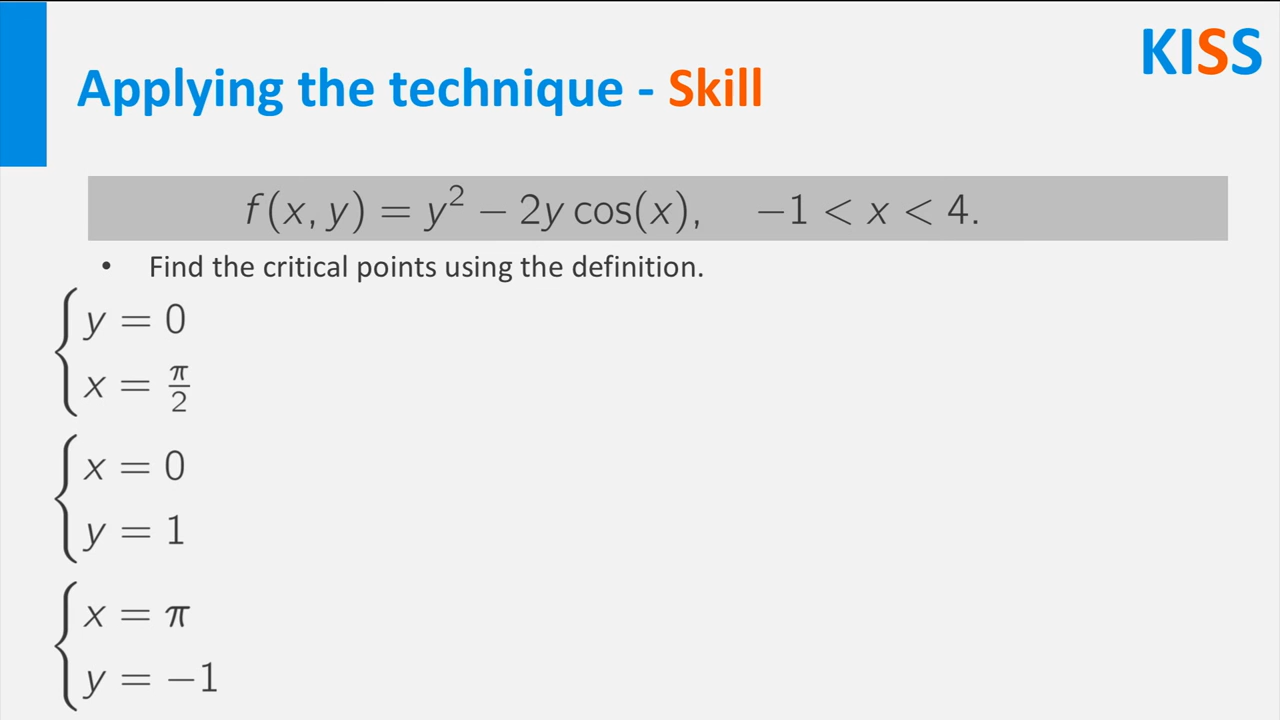 KISS
Applying the technique - Skill
f(x, y) = y² − 2y cos(x),   −1 < x < 4.
• Find the critical points using the definition.
y = 0
x = π/2
x = 0
y = 1
x = π
y = −1